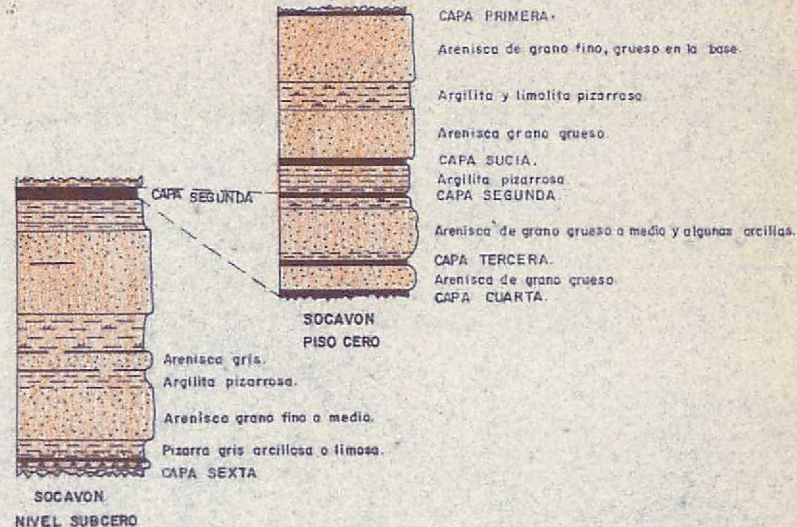 CAPA PRIMERA.
Arenisca de grano fino, grueso en la base.
Argilita y limolita pizarrosa
Arenisca grano grueso
CAPA SUCIA.
Argilita pizarrosa
CAPA SEGUNDA.
Arenisca de grano grueso a medio y algunas arcillas.
CAPA TERCERA.
Arenisca de grano grueso
CAPA CUARTA.
SOCAVON
PISO CERO
CAPA SEGUNDA
Arenisca gris.
Argilita pizarrosa.
Arenisca grano fino a medio.
Pizarra gris arcillosa o limosa.
CAPA SEXTA
SOCAVON
NIVEL SUBCERO